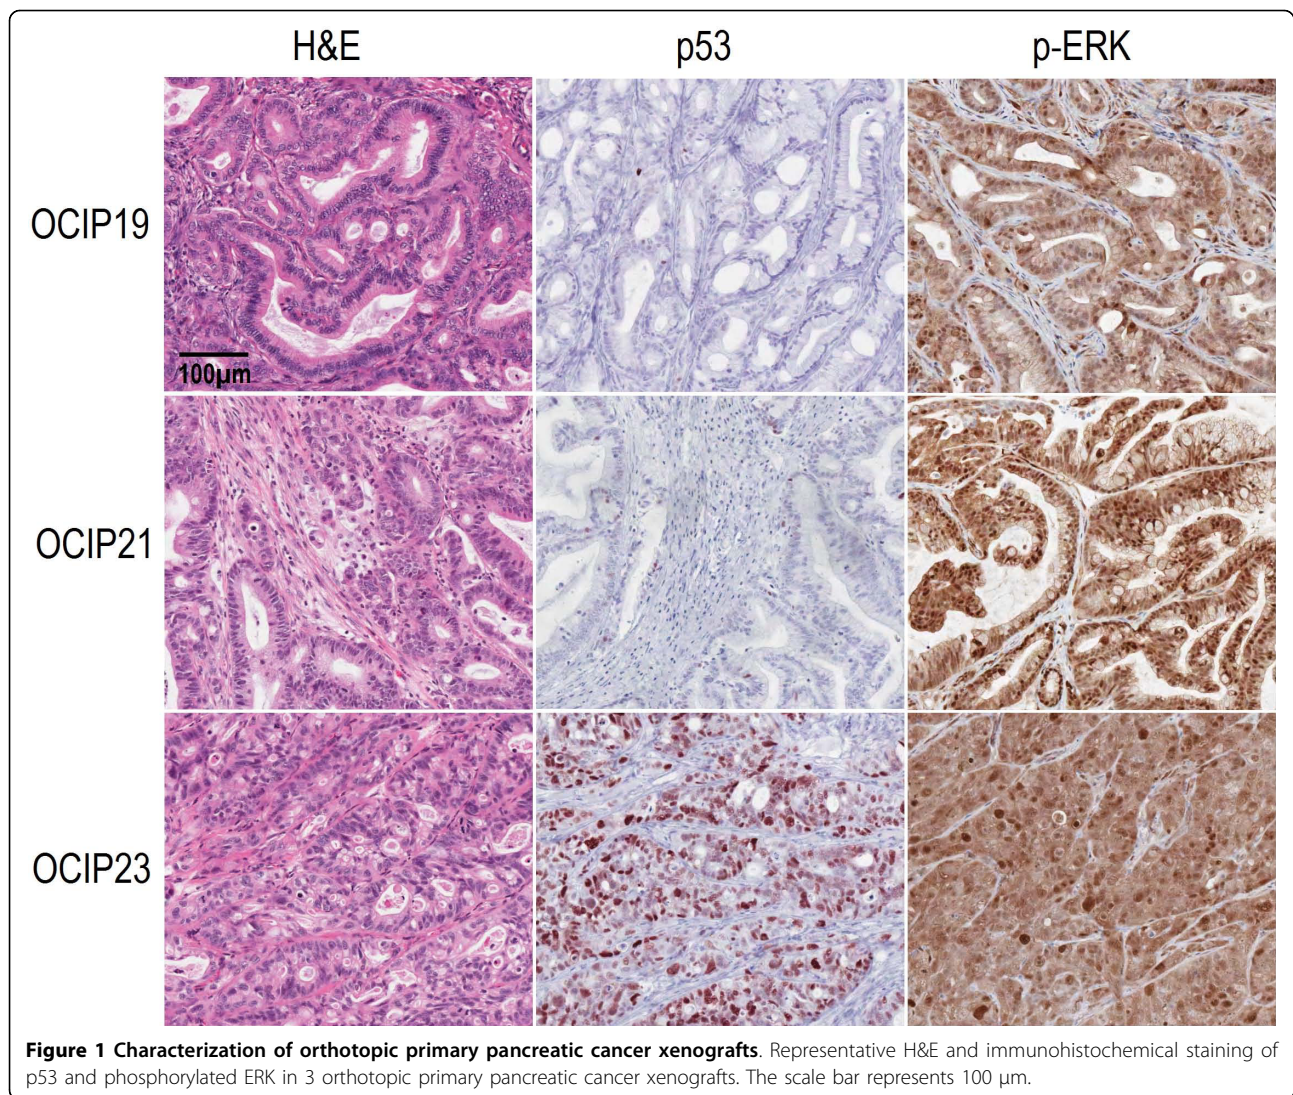 H&E p53 p-ERK
OCIP19
100µm
OCIP21
OCIP23
Figure 1 Characterization of orthotopic primary pancreatic cancer xenografts. Representative H&E and immunohistochemical staining of
p53 and phosphorylated ERK in 3 orthotopic primary pancreatic cancer xenografts. The scale bar represents 100 μm.